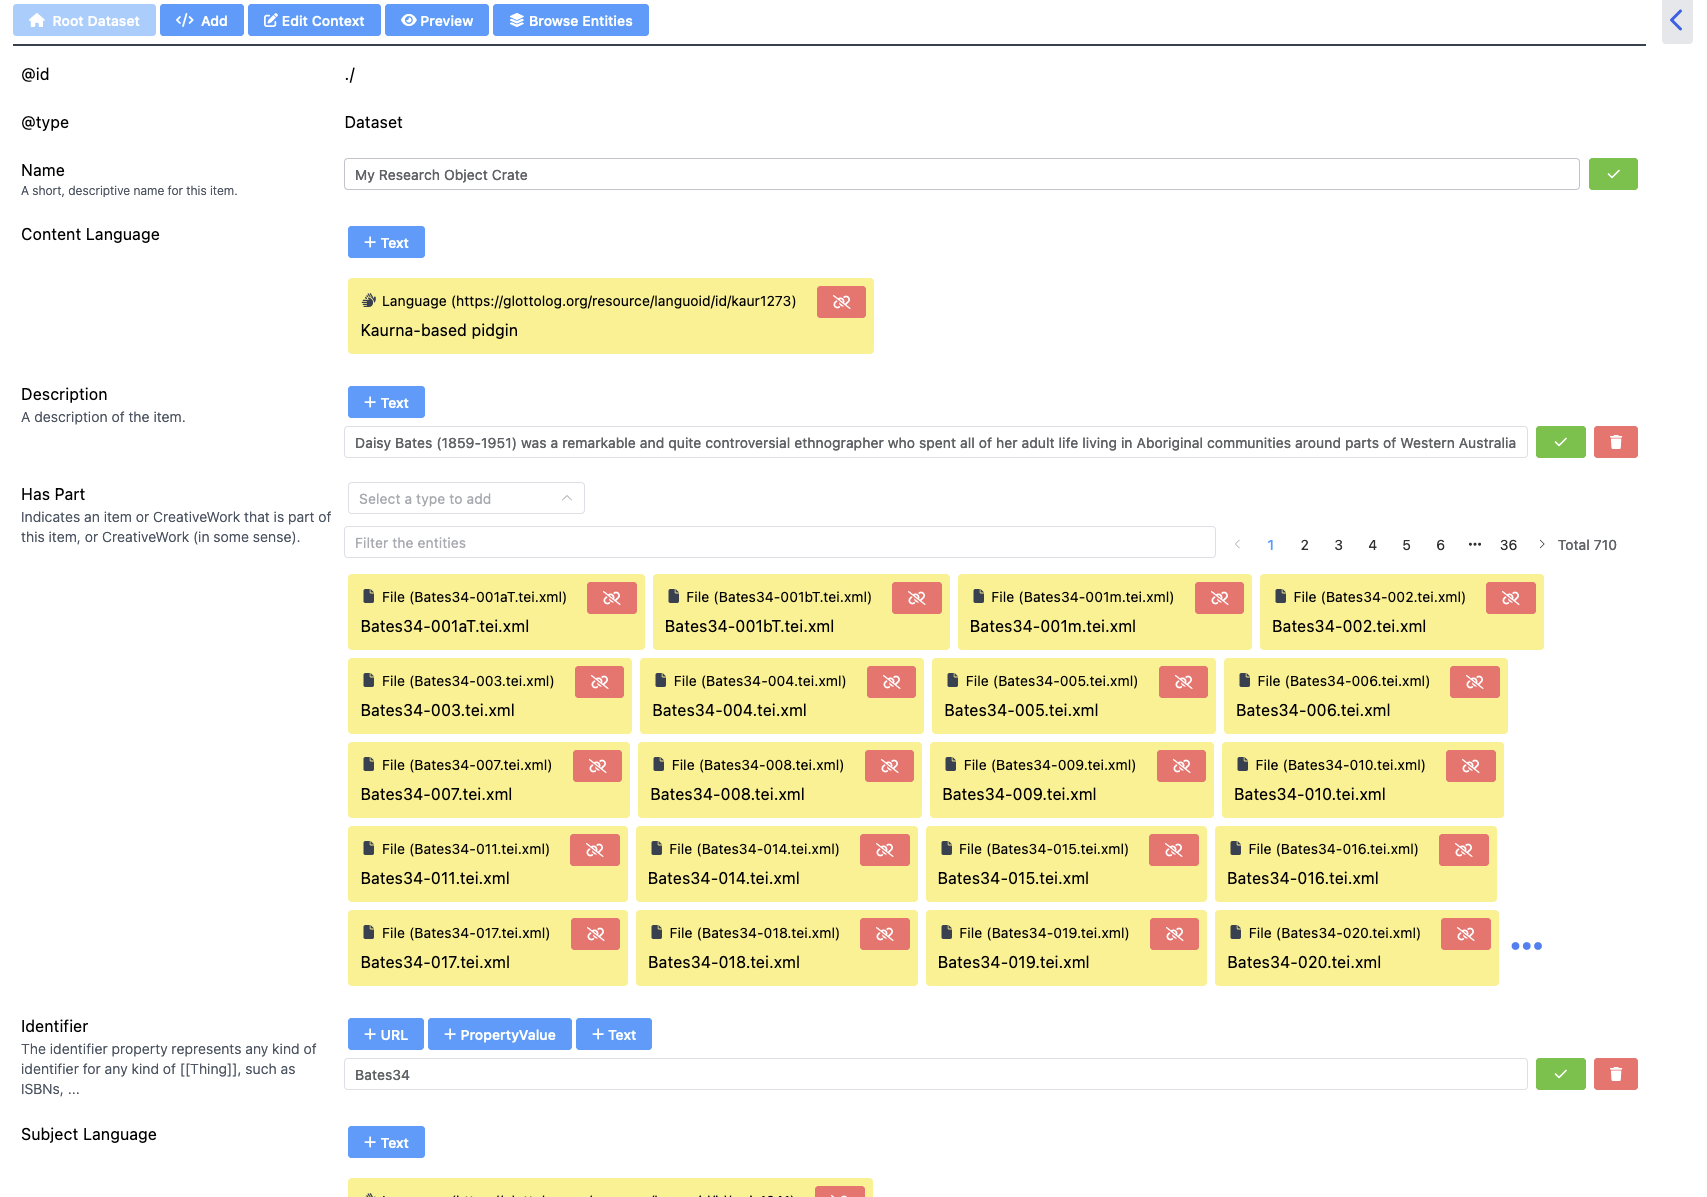 Root Dataset Add Edit Context Preview Browse Entities
@id ./
@type Dataset
Name My Research Object Crate
A short, descriptive name for this item.
Content Language + Text
Language (https://glottolog.org/resource/languoid/id/kaur1273)
Kaurna-based pidgin
Description + Text
A description of the item.
Daisy Bates (1859-1951) was a remarkable and quite controversial ethnographer who spent all of her adult life living in Aboriginal communities around parts of Western Australia
Has Part Select a type to add
Indicates an item or CreativeWork that is part of
this item, or CreativeWork (in some sense).
Filter the entities 1 2 3 4 5 6 ••• 36 Total 710
File (Bates34-001aT.tei.xml) File (Bates34-001bT.tei.xml) File (Bates34-001m.tei.xml) File (Bates34-002.tei.xml)
Bates34-001aT.tei.xml Bates34-001bT.tei.xml Bates34-001m.tei.xml Bates34-002.tei.xml
File (Bates34-003.tei.xml) File (Bates34-004.tei.xml) File (Bates34-005.tei.xml) File (Bates34-006.tei.xml)
Bates34-003.tei.xml Bates34-004.tei.xml Bates34-005.tei.xml Bates34-006.tei.xml
File (Bates34-007.tei.xml) File (Bates34-008.tei.xml) File (Bates34-009.tei.xml) File (Bates34-010.tei.xml)
Bates34-007.tei.xml Bates34-008.tei.xml Bates34-009.tei.xml Bates34-010.tei.xml
File (Bates34-011.tei.xml) File (Bates34-014.tei.xml) File (Bates34-015.tei.xml) File (Bates34-016.tei.xml)
Bates34-011.tei.xml Bates34-014.tei.xml Bates34-015.tei.xml Bates34-016.tei.xml
File (Bates34-017.tei.xml) File (Bates34-018.tei.xml) File (Bates34-019.tei.xml) File (Bates34-020.tei.xml)
Bates34-017.tei.xml Bates34-018.tei.xml Bates34-019.tei.xml Bates34-020.tei.xml
Identifier + URL + PropertyValue + Text
The identifier property represents any kind of
identifier for any kind of [[Thing]], such as
ISBNs, ...
Bates34
Subject Language + Text